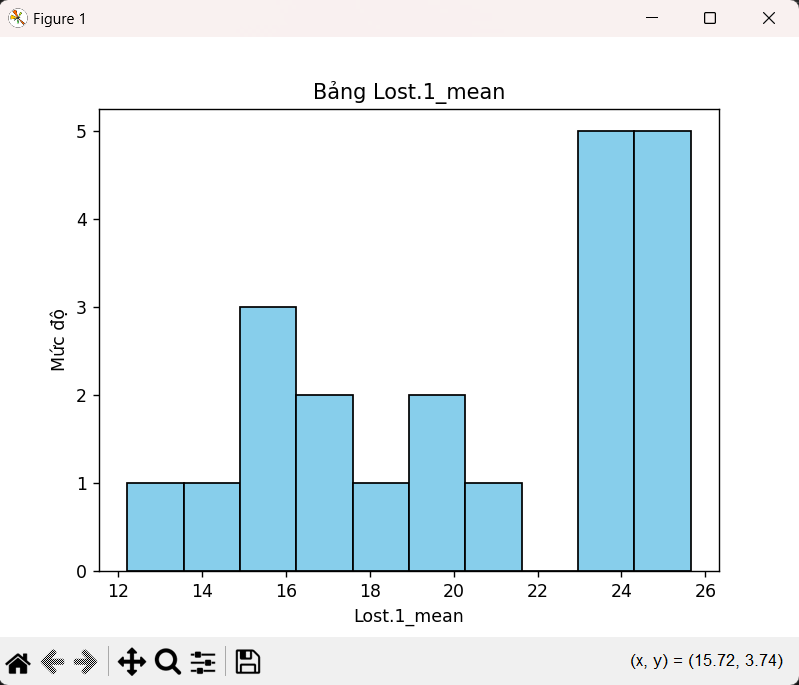 Figure 1
Bảng Lost.1_mean
5
4
3
2
1
0
Mức độ
12 14 16 18 20 22 24 26
Lost.1_mean
(x, y) = (15.72, 3.74)